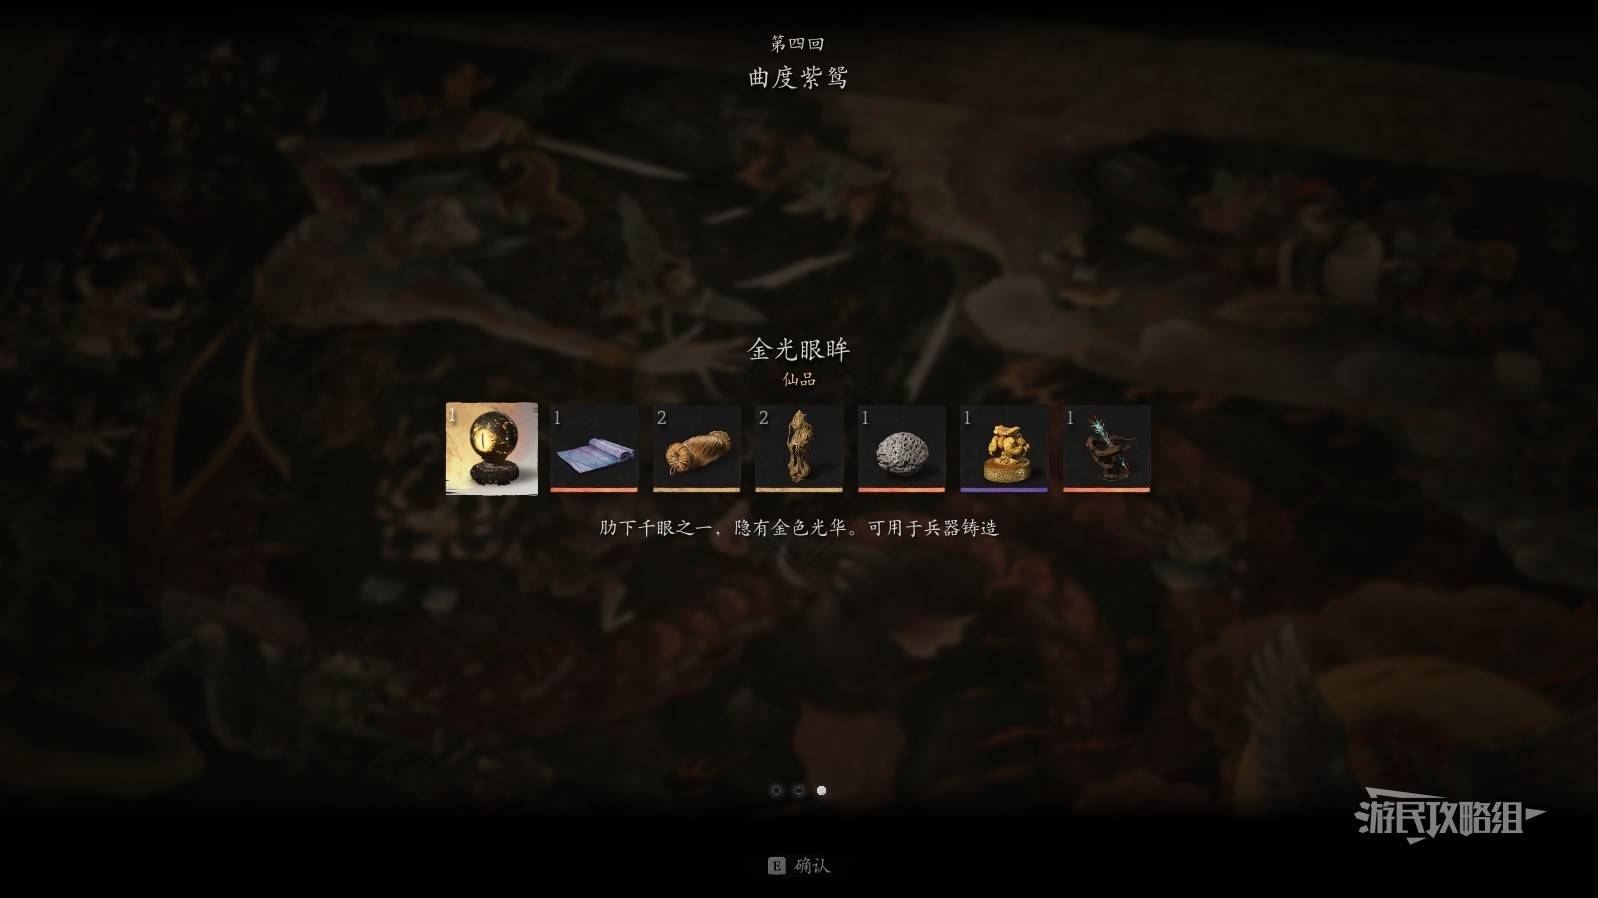 第四回
曲度紫鸳
金光眼眸
仙品
1 1 2 2 1 1 1
肋下千眼之一，隐有金色光华。可用于兵器铸造
游民攻略组
E 确认